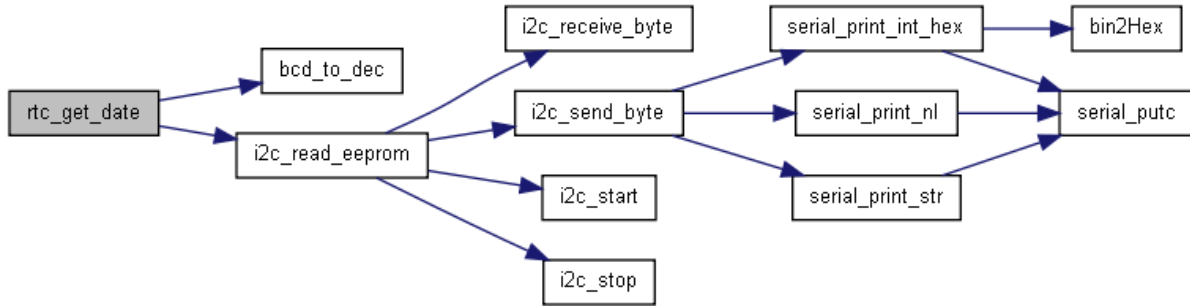 rtc_get_date
bcd_to_dec
i2c_read_eeprom
i2c_receive_byte
i2c_send_byte
i2c_start
i2c_stop
serial_print_int_hex
serial_print_nl
serial_print_str
bin2Hex
serial_putc